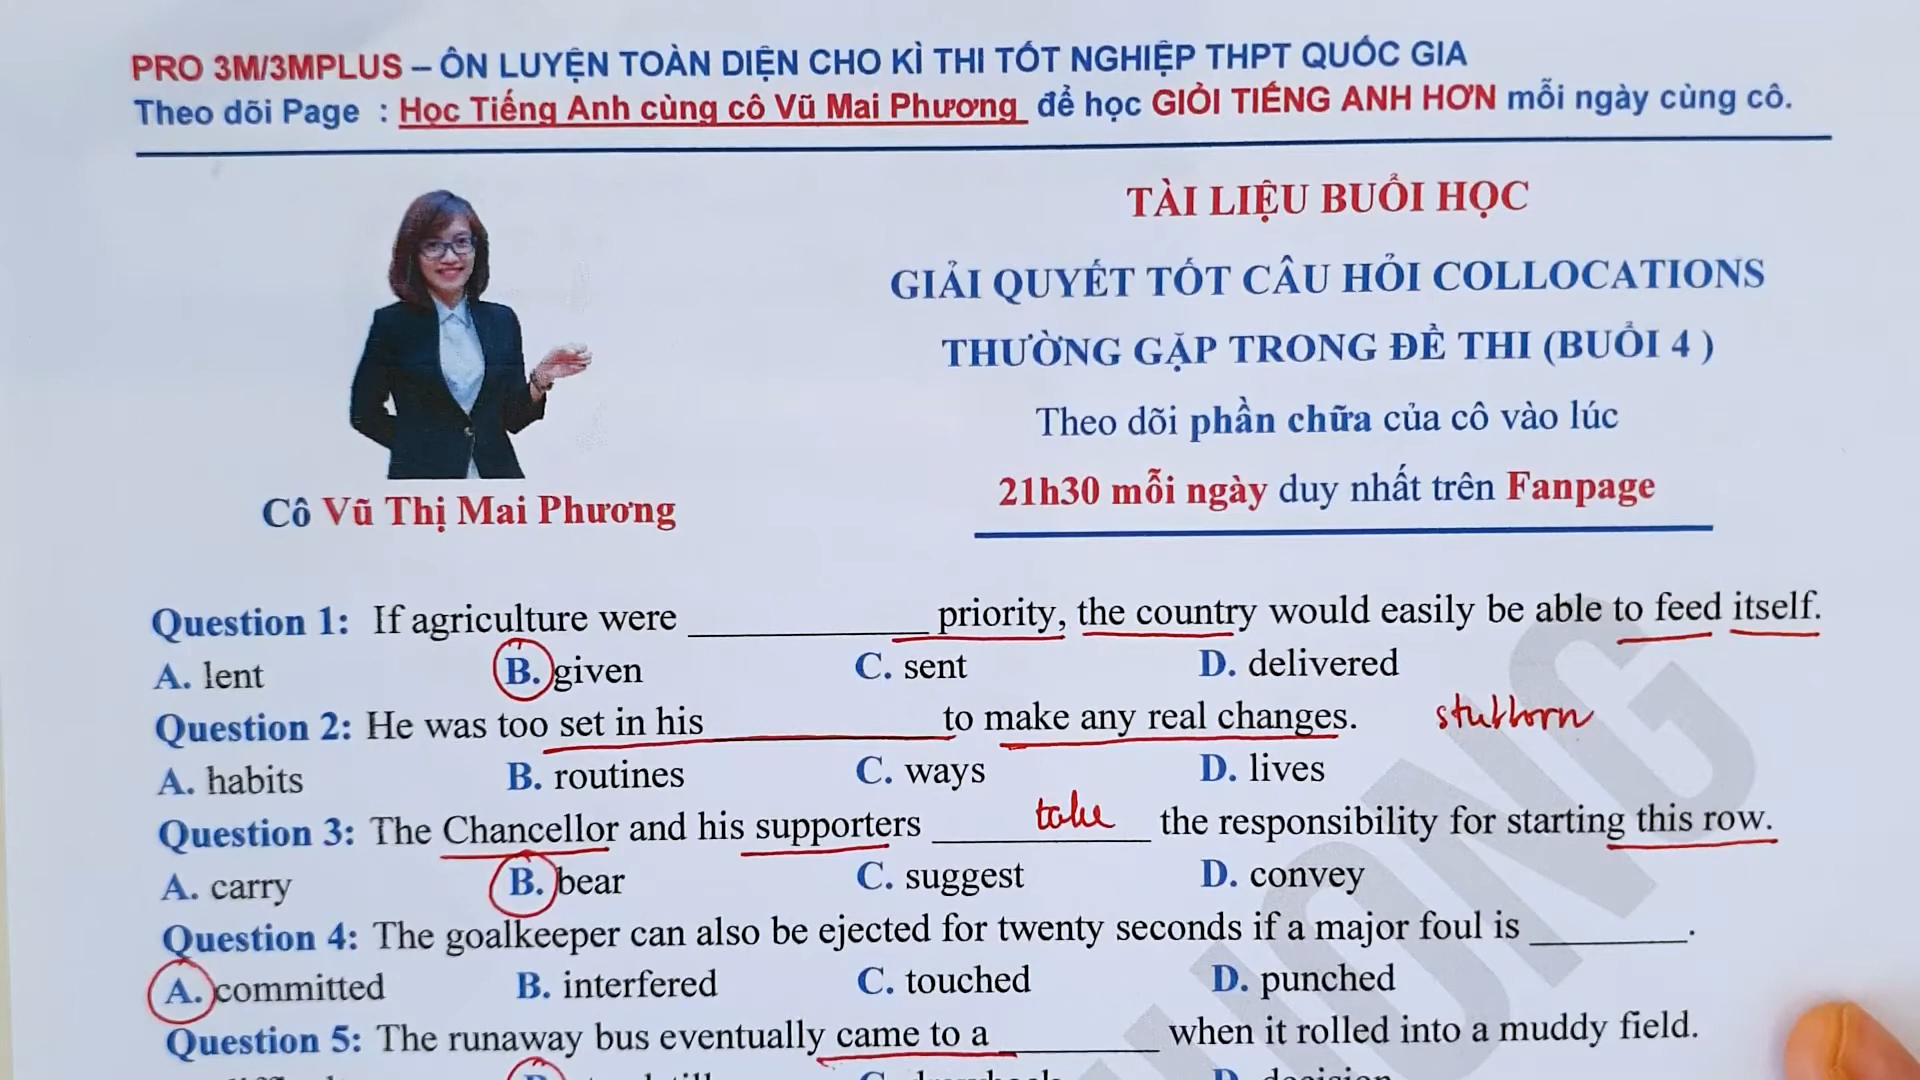 PRO 3M/3MPLUS – ÔN LUYỆN TOÀN DIỆN CHO KÌ THI TỐT NGHIỆP THPT QUỐC GIA
Theo dõi Page : Học Tiếng Anh cùng cô Vũ Mai Phương để học GIỎI TIẾNG ANH HƠN mỗi ngày cùng cô.
TÀI LIỆU BUỔI HỌC
GIẢI QUYẾT TỐT CÂU HỎI COLLOCATIONS
THƯỜNG GẶP TRONG ĐỀ THI (BUỔI 4 )
Theo dõi phần chữa của cô vào lúc
21h30 mỗi ngày duy nhất trên Fanpage
Cô Vũ Thị Mai Phương
Question 1: If agriculture were ____________ priority, the country would easily be able to feed itself.
A. lent B. given C. sent D. delivered
Question 2: He was too set in his ____________ to make any real changes. stubborn
A. habits B. routines C. ways D. lives
Question 3: The Chancellor and his supporters ____ take ____ the responsibility for starting this row.
A. carry B. bear C. suggest D. convey
Question 4: The goalkeeper can also be ejected for twenty seconds if a major foul is ________.
A. committed B. interfered C. touched D. punched
Question 5: The runaway bus eventually came to a ________ when it rolled into a muddy field.